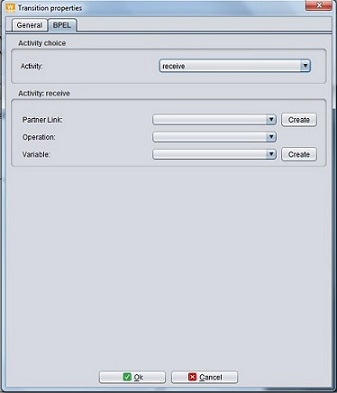 Transition properties
General BPEL
Activity choice
Activity: receive
Activity: receive
Partner Link: Create
Operation:
Variable: Create
Ok Cancel